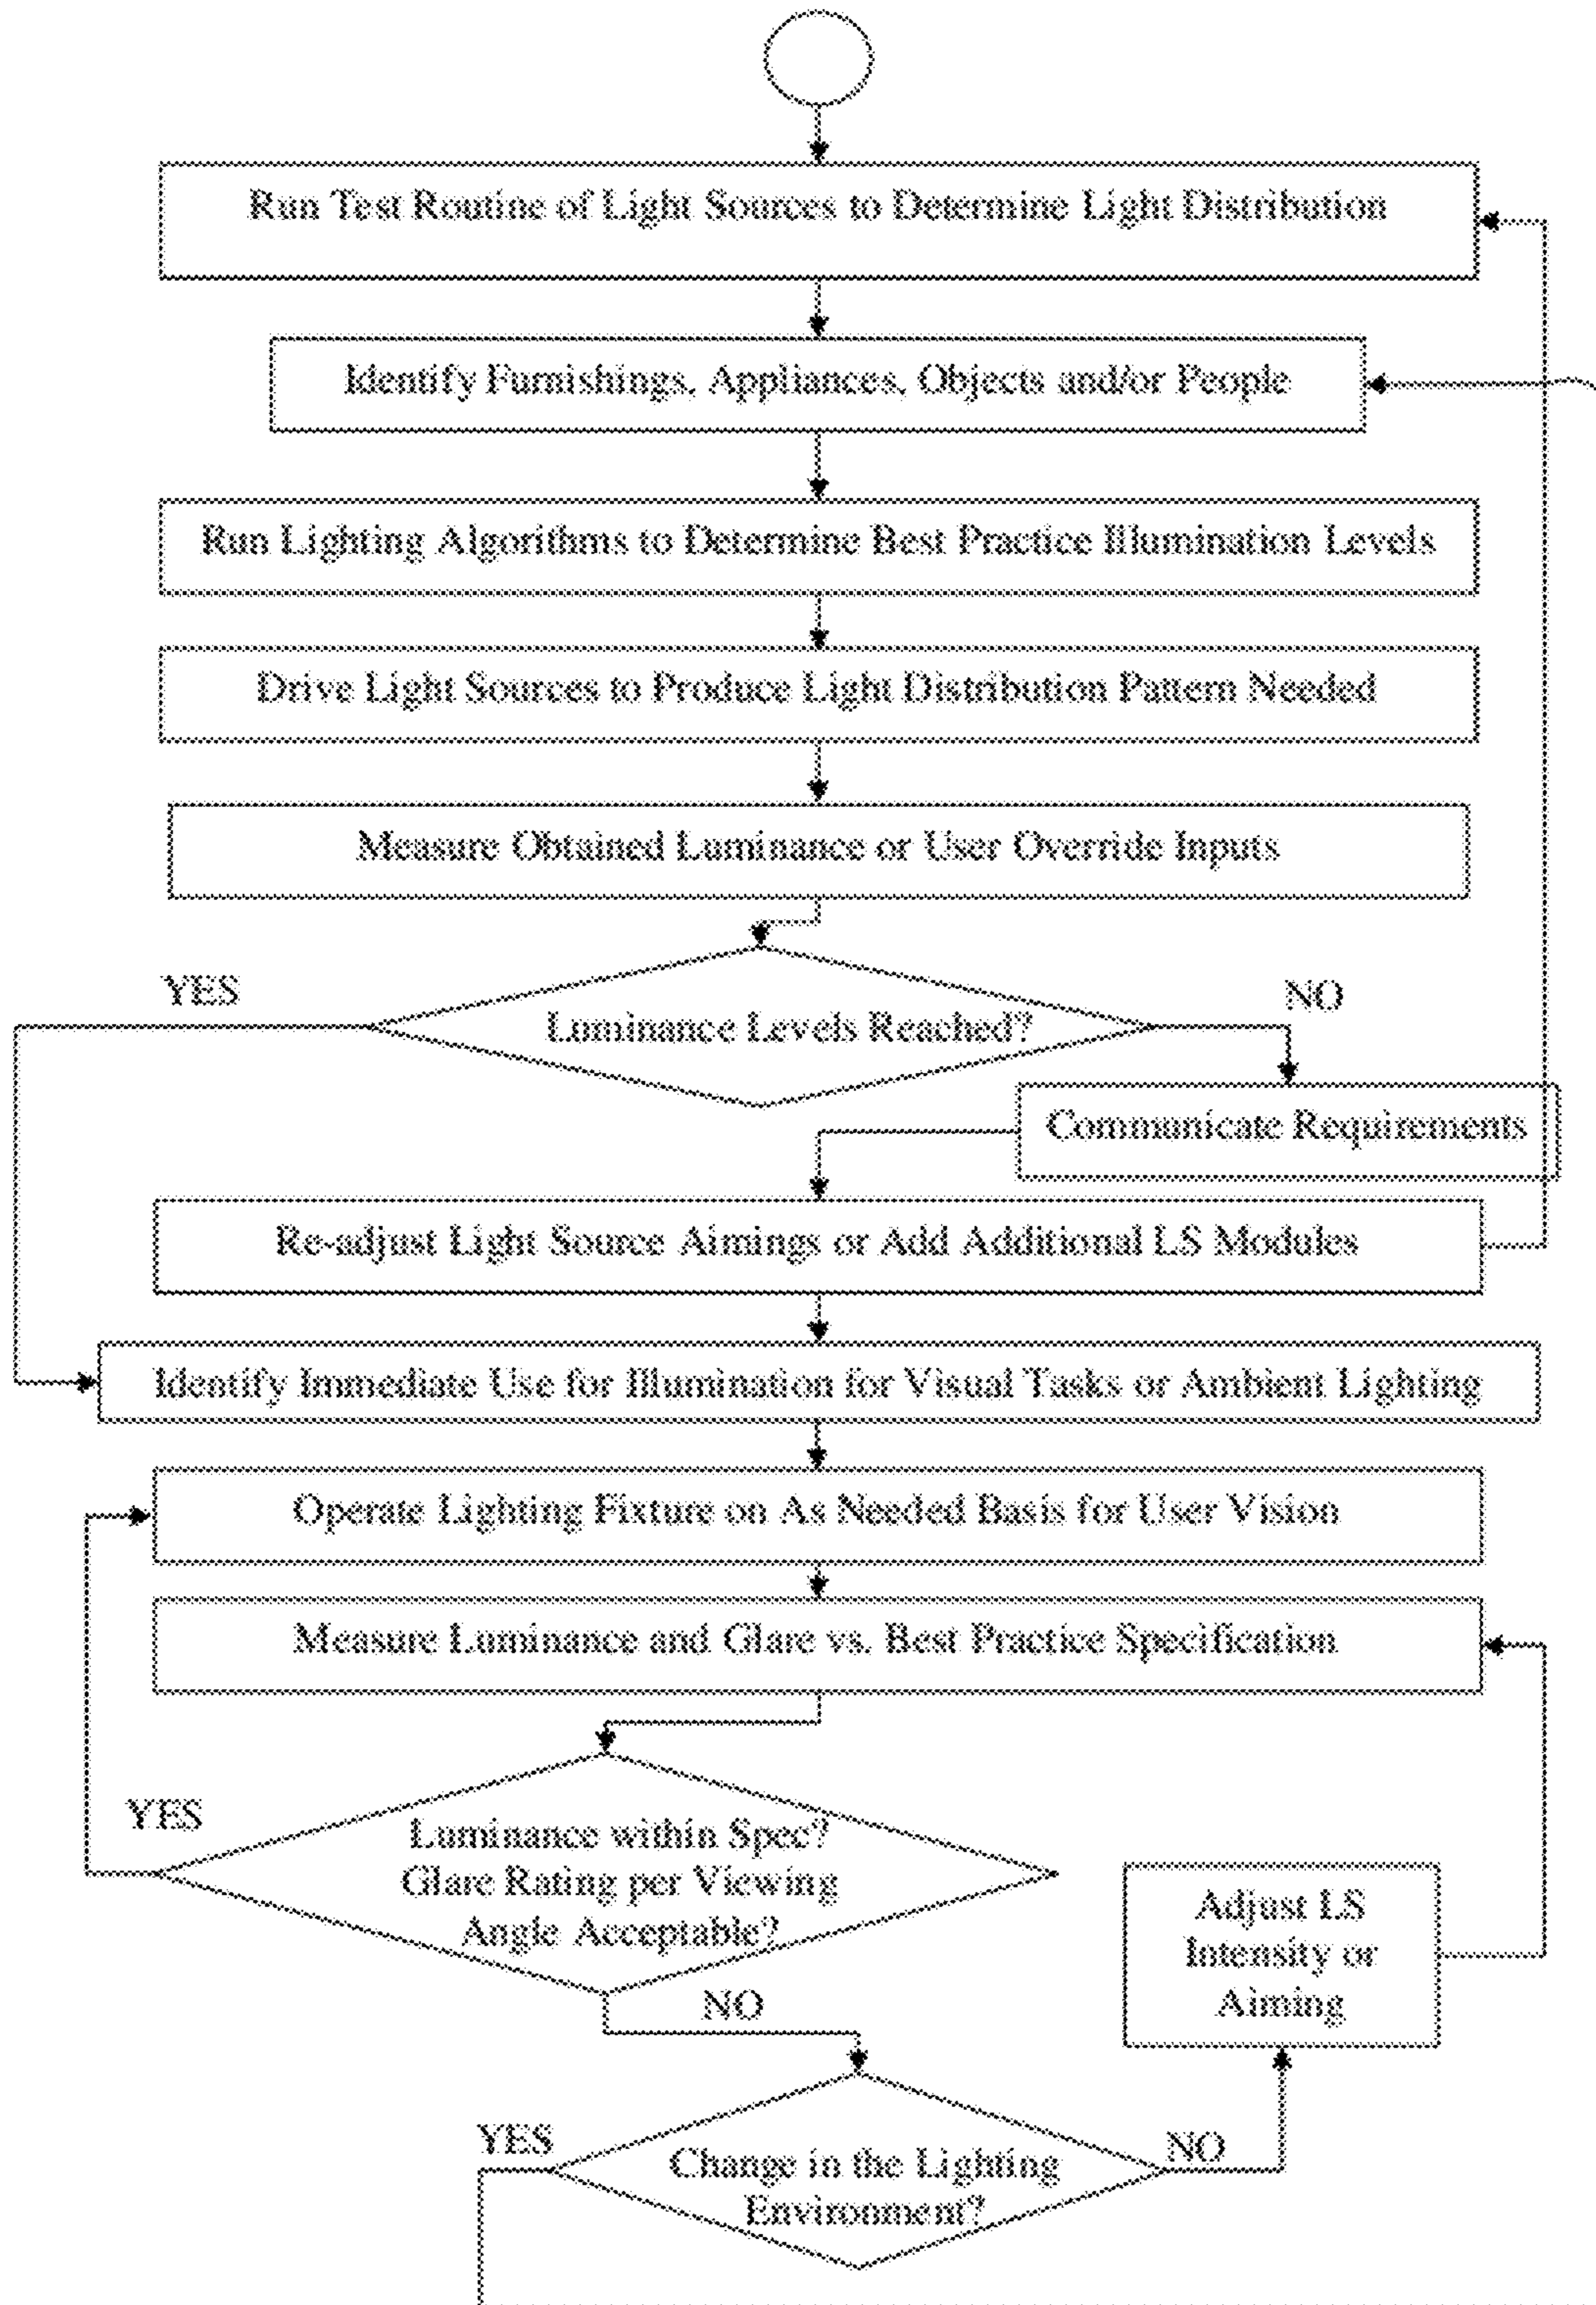 Run Test Routine of Light Sources to Determine Light Distribution
Identify Furnishings, Appliances, Objects and/or People
Run Lighting Algorithms to Determine Best Practice Illumination Levels
Drive Light Sources to Produce Light Distribution Pattern Needed
Measure Obtained Luminance or User Override Inputs
YES
NO
Luminance Levels Reached?
Communicate Requirements
Re-adjust Light Source Aimings or Add Additional LS Modules
Identify Immediate Use for Illumination for Visual Tasks or Ambient Lighting
Operate Lighting Fixture on As Needed Basis for User Vision
Measure Luminance and Glare vs. Best Practice Specification
YES
Luminance within Spec?
Glare Rating per Viewing
Angle Acceptable?
Adjust LS
Intensity or
Aiming
NO
YES
NO
Change in the Lighting
Environment?